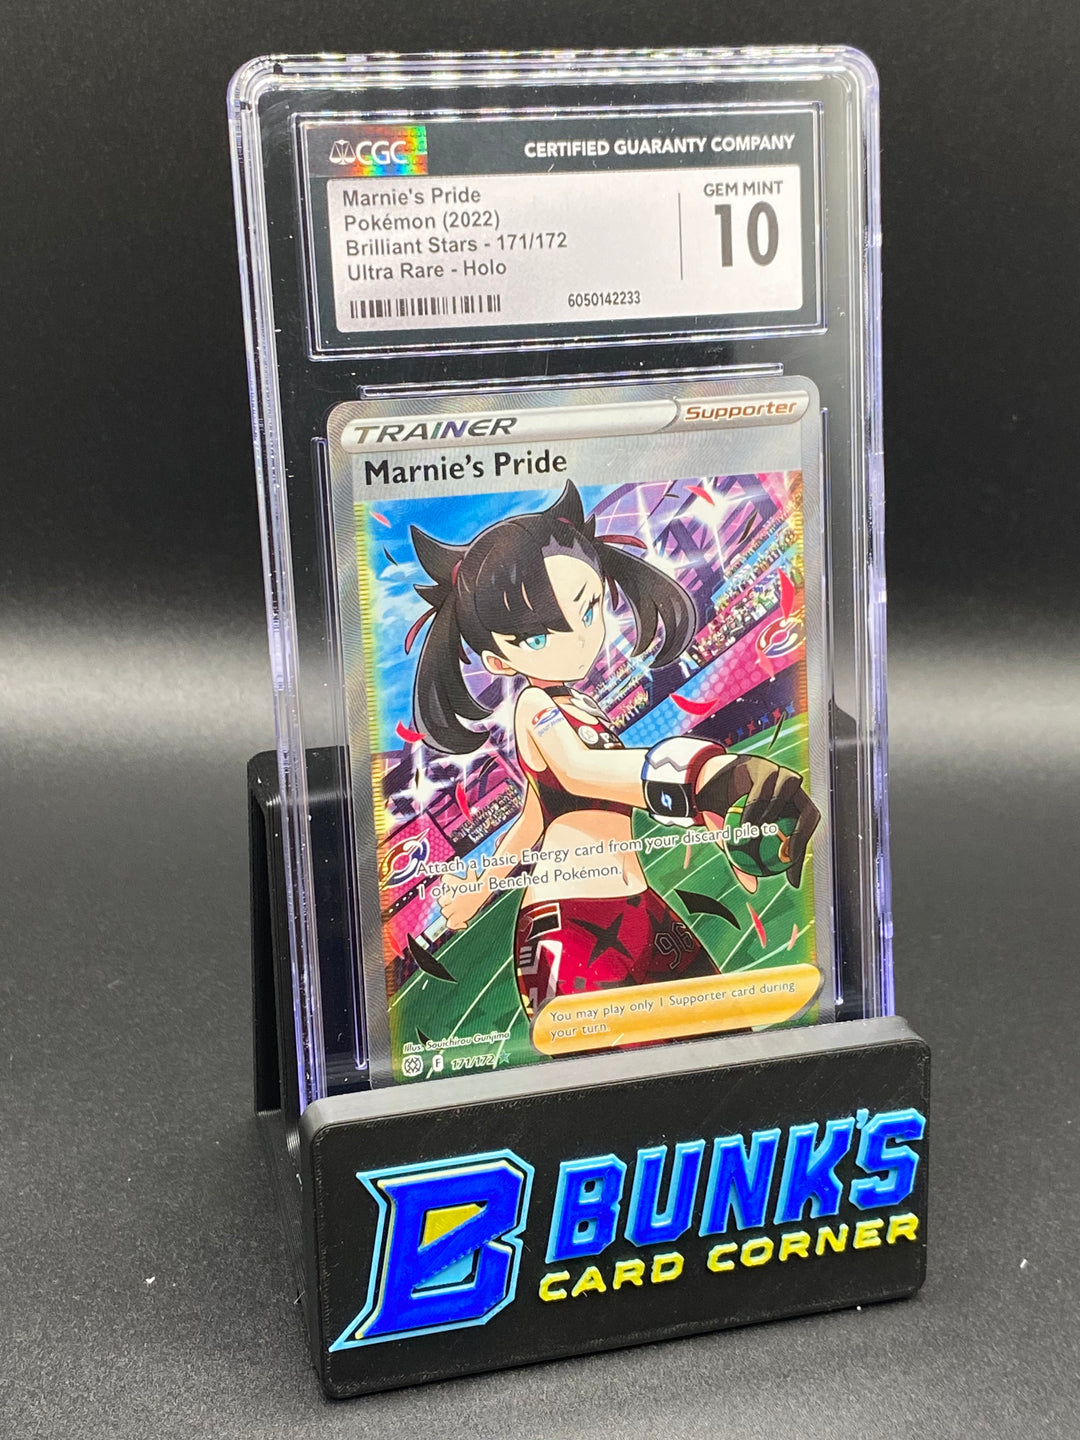 CGC
CERTIFIED GUARANTY COMPANY
Marnie's Pride
Pokémon (2022)
Brilliant Stars - 171/172
Ultra Rare - Holo
GEM MINT
10
6050142233
TRAINER
Supporter
Marnie's Pride
96
Attach a basic Energy card from your discard pile to
1 of your Benched Pokémon.
You may play only 1 Supporter card during
your turn.
Illus. Souichirou Gunjima
F 171/172
B
BUNK'S
CARD CORNER